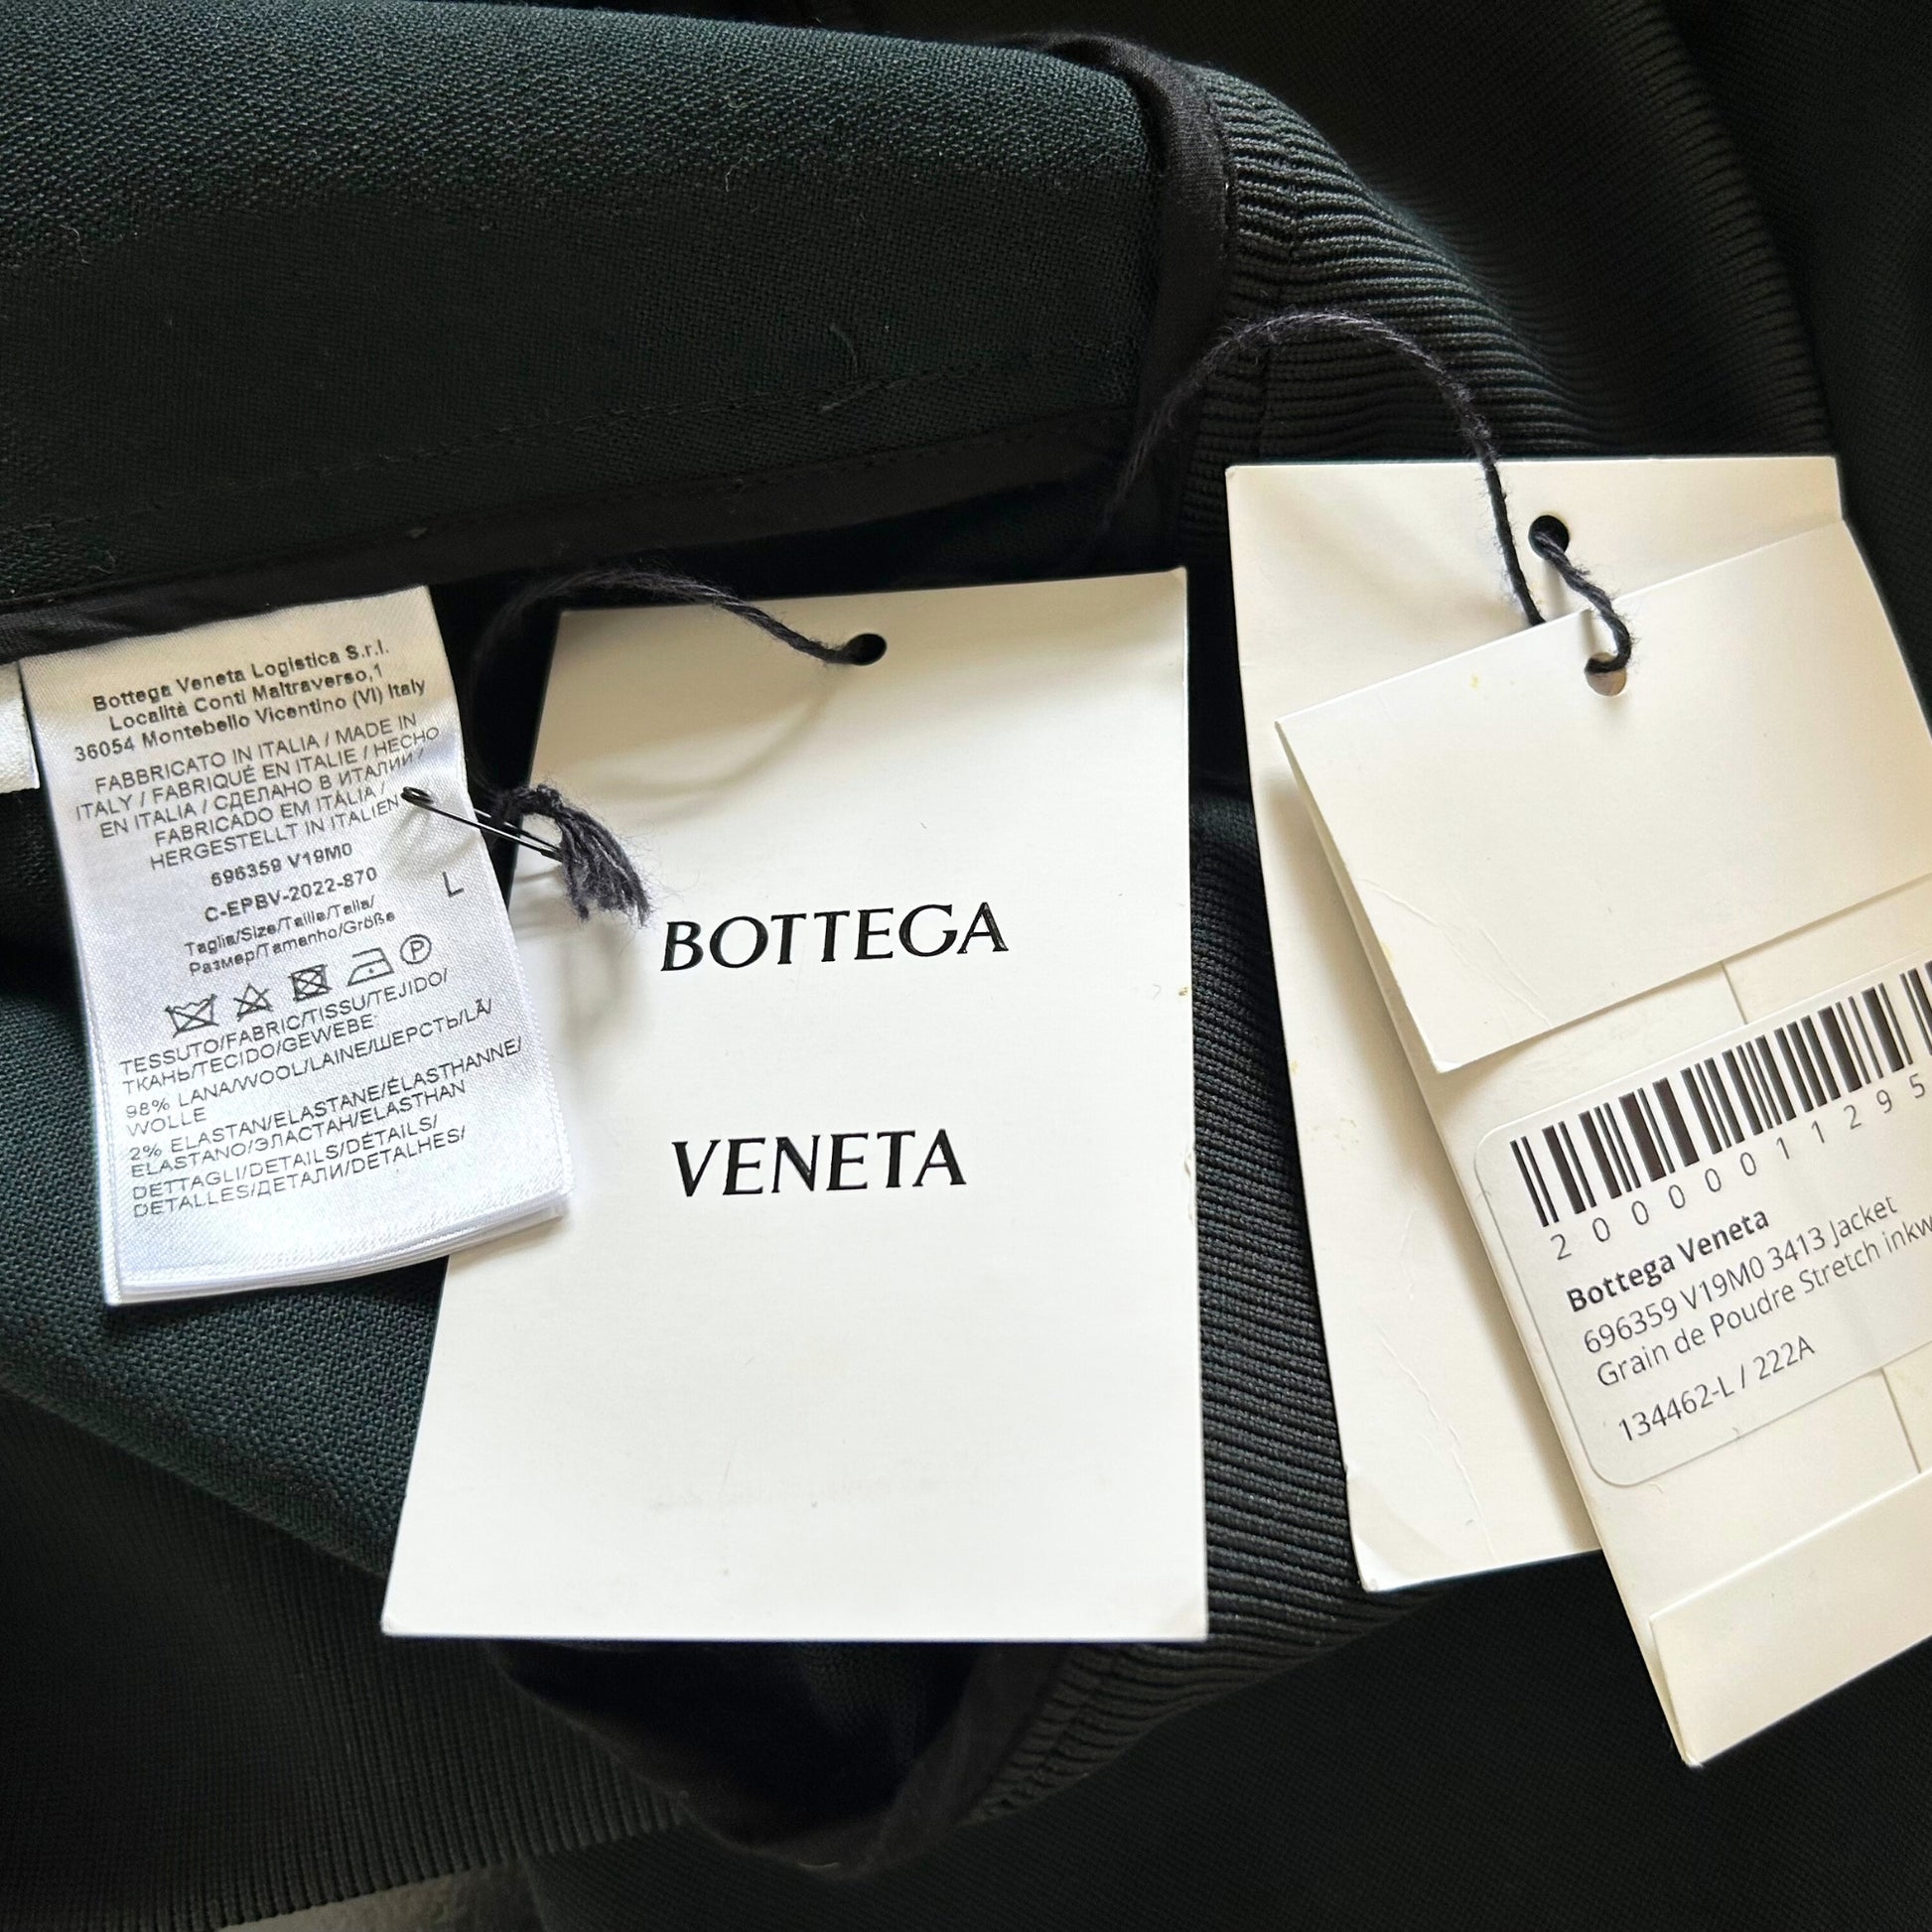 Bottega Veneta Logistica S.r.l.
Località Conti Maltraverso,1
36054 Montebello Vicentino (VI) Italy
FABBRICATO IN ITALIA / MADE IN
ITALY / FABRIQUÉ EN ITALIE / HECHO
EN ITALIA / СДЕЛАНО В ИТАЛИИ /
FABRICADO EM ITÁLIA /
HERGESTELLT IN ITALIEN
696359 V19M0
C-EPBV-2022-870
Taglia/Size/Taille/Talla/
Размер/Tamanho/Größe
L
P
TESSUTO/FABRIC/TISSU/TEJIDO/
ТКАНЬ/TECIDO/GEWEBE
98% LANA/WOOL/LAINE/ШЕРСТЬ/LÃ/
WOLLE
2% ELASTAN/ELASTANE/ÉLASTHANNE/
ELASTANO/ЭЛАСТАН/ELASTHAN
DETTAGLI/DETAILS/DÉTAILS/
DETALLES/ДЕТАЛИ/DETALHES/
BOTTEGA
VENETA
2 0 0 0 0 0 1 1 2 9 5
Bottega Veneta
696359 V19M0 3413 Jacket
Grain de Poudre Stretch inkw
134462-L / 222A